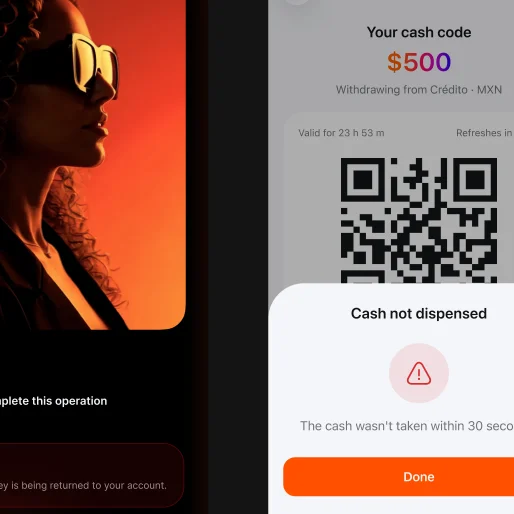 plete this operation
ey is being returned to your account.
Your cash code
$500
Withdrawing from Crédito · MXN
Valid for 23 h 53 m
Refreshes in
Cash not dispensed
The cash wasn't taken within 30 seco
Done